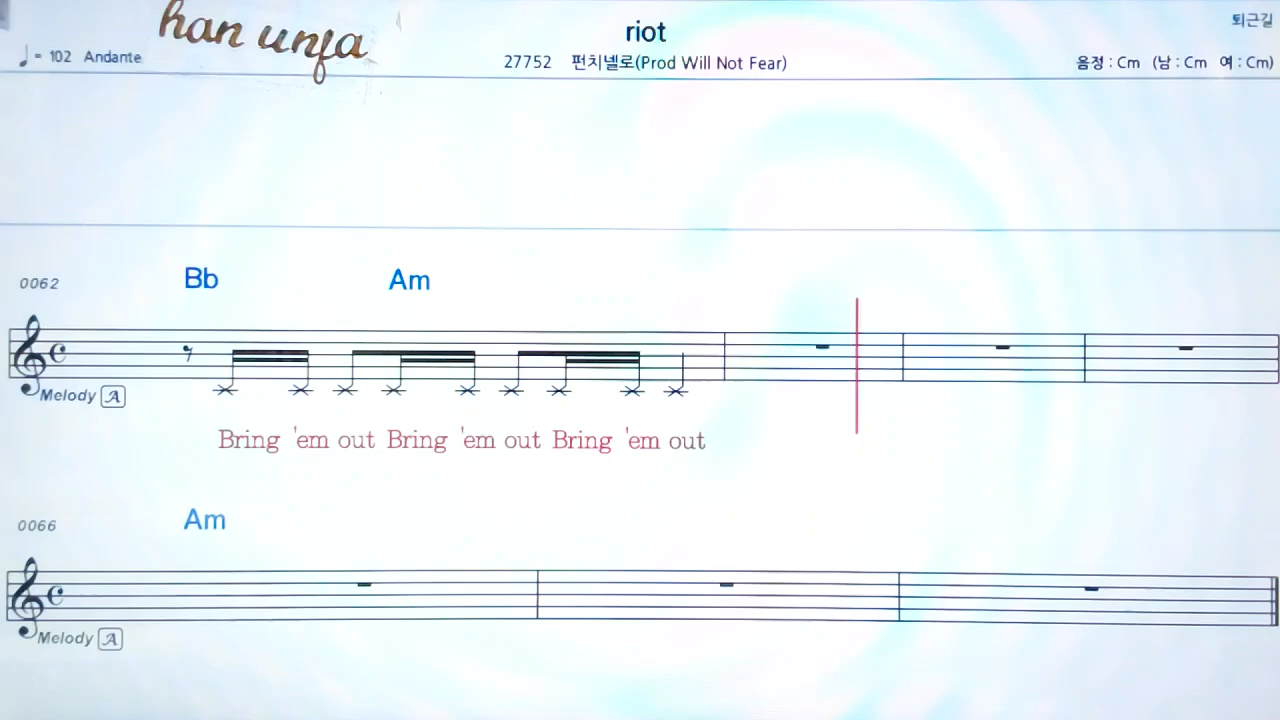 han unfa
riot
퇴근길
♩ = 102 Andante
27752 펀치넬로(Prod Will Not Fear)
음정 : Cm (남 : Cm 여 : Cm)
0062 Bb Am
Melody A
Bring 'em out Bring 'em out Bring 'em out
0066 Am
Melody A